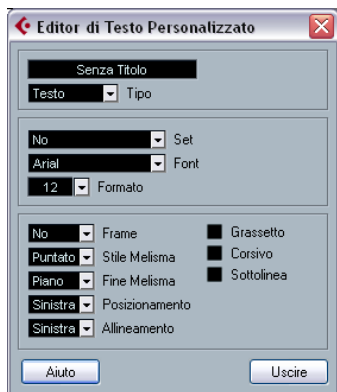 Editor di Testo Personalizzato
Senza Titolo
Testo Tipo
No Set
Arial Font
12 Formato
No Frame Grassetto
Puntato Stile Melisma Corsivo
Piano Fine Melisma Sottolinea
Sinistra Posizionamento
Sinistra Allineamento
Aiuto Uscire